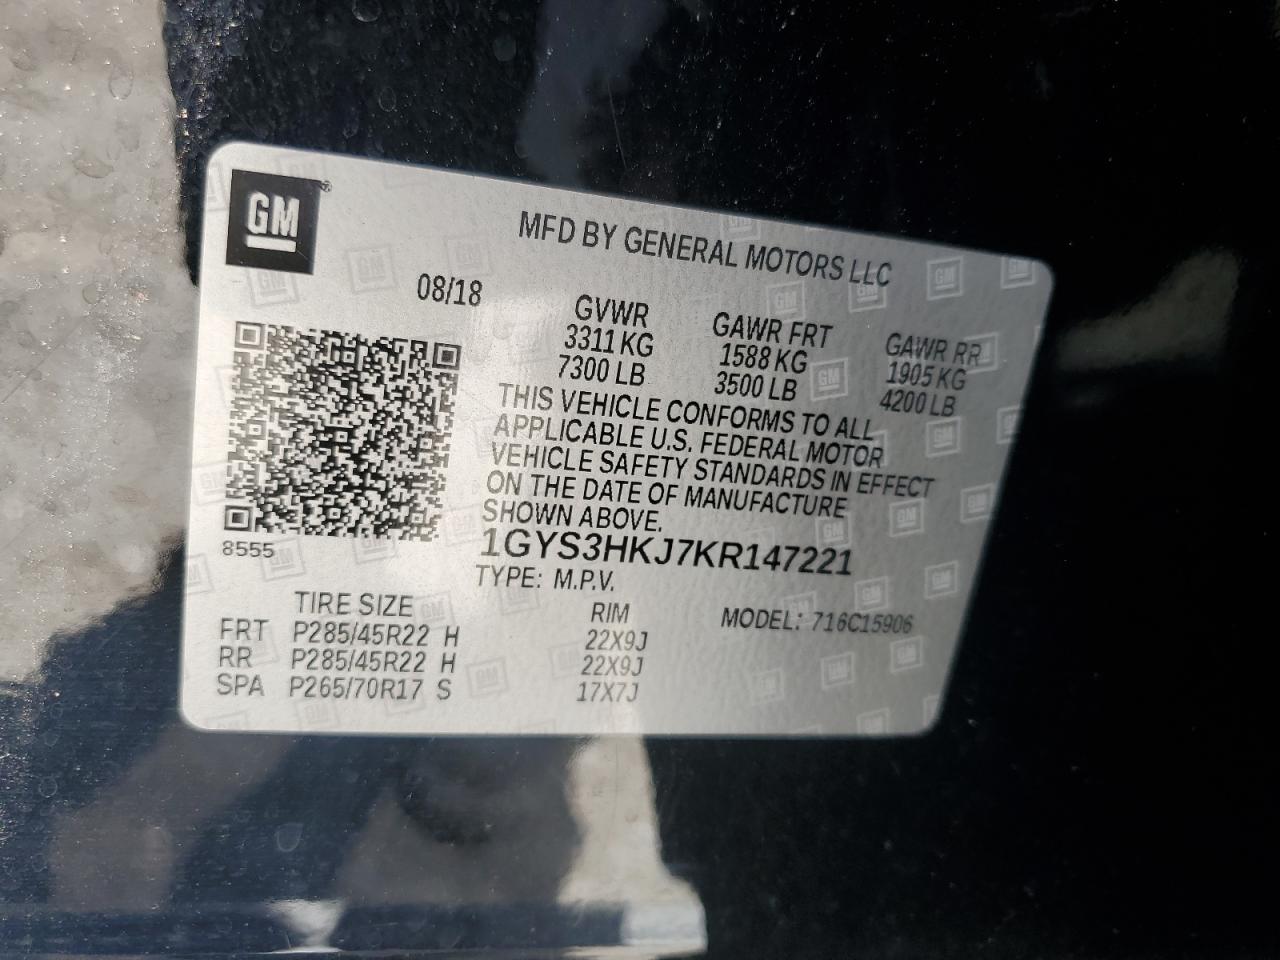 GM
MFD BY GENERAL MOTORS LLC
08/18
GVWR GAWR FRT GAWR RR
3311 KG 1588 KG 1905 KG
7300 LB 3500 LB 4200 LB
THIS VEHICLE CONFORMS TO ALL
APPLICABLE U.S. FEDERAL MOTOR
VEHICLE SAFETY STANDARDS IN EFFECT
ON THE DATE OF MANUFACTURE
SHOWN ABOVE.
8555
1GYS3HKJ7KR147221
TYPE: M.P.V.
TIRE SIZE RIM MODEL: 716C15906
FRT P285/45R22 H 22X9J
RR P285/45R22 H 22X9J
SPA P265/70R17 S 17X7J